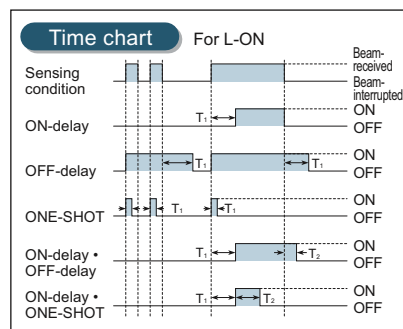 Time chart For L-ON
Sensing condition
Beam-received
Beam-interrupted
ON-delay
T1
ON
OFF
OFF-delay
T1 T1
ON
OFF
ONE-SHOT
T1 T1
ON
OFF
ON-delay •
OFF-delay
T1 T2
ON
OFF
ON-delay •
ONE-SHOT
T1 T2
ON
OFF